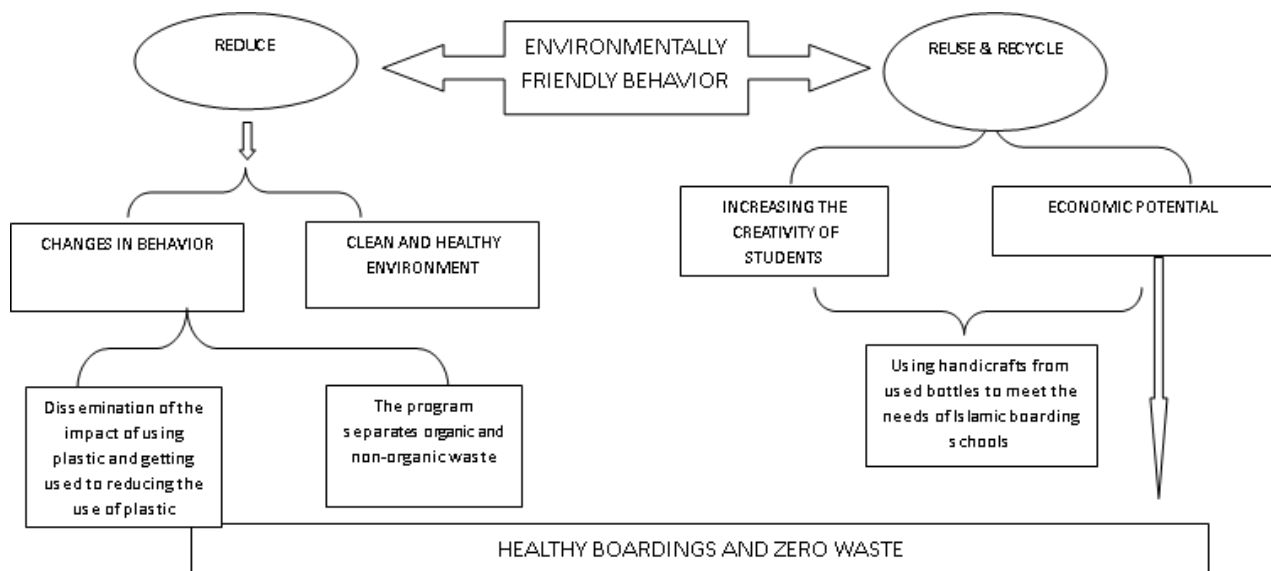 REDUCE
ENVIRONMENTALLY
FRIENDLY BEHAVIOR
REUSE & RECYCLE
CHANGES IN BEHAVIOR
CLEAN AND HEALTHY
ENVIRONMENT
INCREASING THE
CREATIVITY OF
STUDENTS
ECONOMIC POTENTIAL
Dissemination of the
impact of using
plastic and getting
used to reducing the
use of plastic
The program
separates organic and
non-organic waste
Using handicrafts from
used bottles to meet the
needs of Islamic boarding
schools
HEALTHY BOARDINGS AND ZERO WASTE